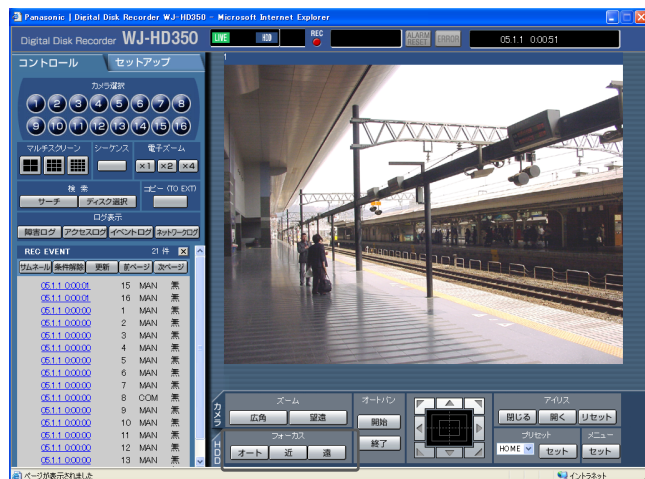 Panasonic | Digital Disk Recorder WJ-HD350 - Microsoft Internet Explorer
Digital Disk Recorder WJ-HD350
LIVE HDD REC ALARM RESET ERROR 05.1.1 0:00:51
コントロール セットアップ
1
カメラ選択
1 2 3 4 5 6 7 8
9 10 11 12 13 14 15 16
マルチスクリーン シーケンス 電子ズーム
×1 ×2 ×4
検索 コピー (TO EXT)
サーチ ディスク選択
ログ表示
障害ログ アクセスログ イベントログ ネットワークログ
REC EVENT 21 件
サムネール 条件解除 更新 前ページ 次ページ
05.1.1 0:00:01 15 MAN 無
05.1.1 0:00:01 16 MAN 無
05.1.1 0:00:00 1 MAN 無
05.1.1 0:00:00 2 MAN 無
05.1.1 0:00:00 3 MAN 無
05.1.1 0:00:00 4 MAN 無
05.1.1 0:00:00 5 MAN 無
05.1.1 0:00:00 6 MAN 無
05.1.1 0:00:00 7 MAN 無
05.1.1 0:00:00 8 COM 無
05.1.1 0:00:00 9 MAN 無
05.1.1 0:00:00 10 MAN 無
05.1.1 0:00:00 11 MAN 無
05.1.1 0:00:00 12 MAN 無
05.1.1 0:00:00 13 MAN 無
カメラ
HDD
ズーム
広角 望遠
フォーカス
オート 近 遠
オートパン
開始
終了
アイリス
閉じる 開く リセット
プリセット メニュー
HOME セット セット
ページが表示されました イントラネット